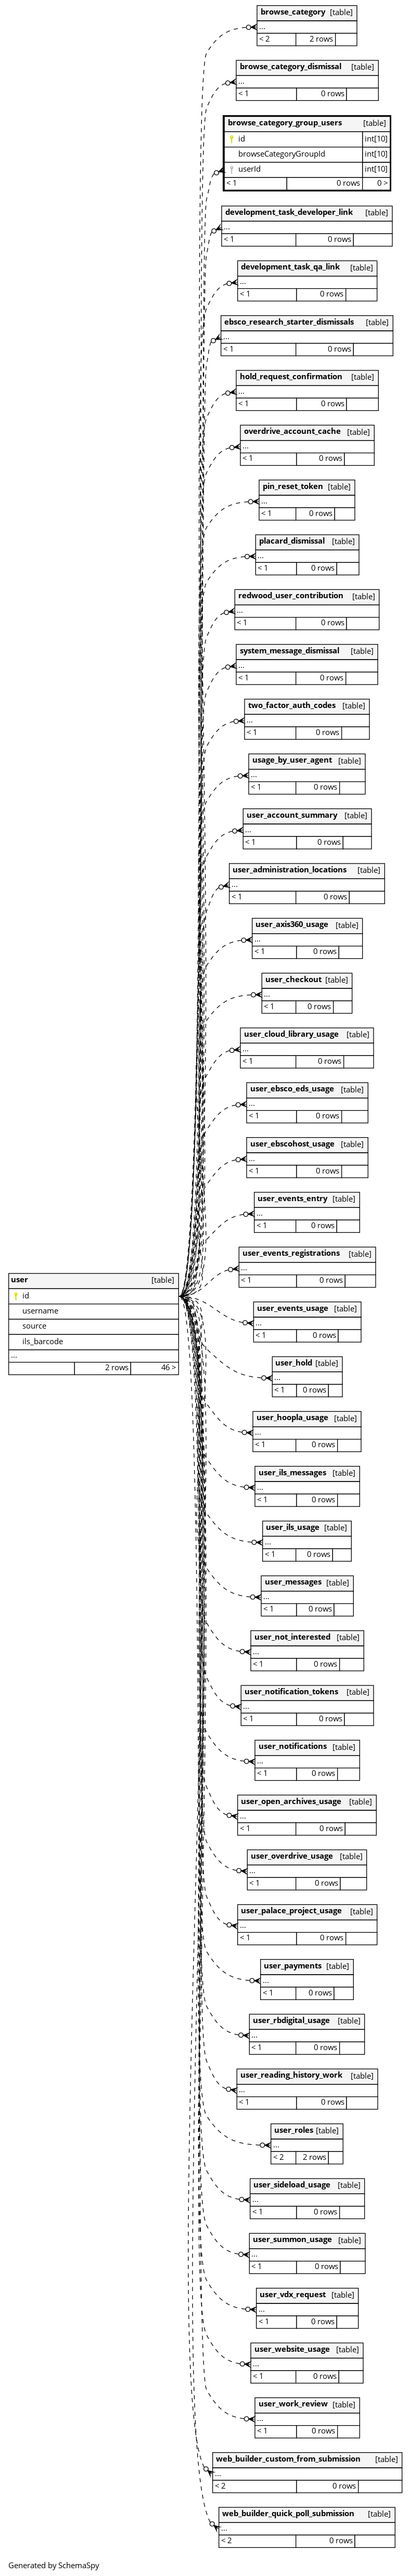 browse_category [table]
...
< 2 2 rows
browse_category_dismissal [table]
...
< 1 0 rows
browse_category_group_users [table]
id int[10]
browseCategoryGroupId int[10]
userId int[10]
< 1 0 rows 0 >
development_task_developer_link [table]
...
< 1 0 rows
development_task_qa_link [table]
...
< 1 0 rows
ebsco_research_starter_dismissals [table]
...
< 1 0 rows
hold_request_confirmation [table]
...
< 1 0 rows
overdrive_account_cache [table]
...
< 1 0 rows
pin_reset_token [table]
...
< 1 0 rows
placard_dismissal [table]
...
< 1 0 rows
redwood_user_contribution [table]
...
< 1 0 rows
system_message_dismissal [table]
...
< 1 0 rows
two_factor_auth_codes [table]
...
< 1 0 rows
usage_by_user_agent [table]
...
< 1 0 rows
user_account_summary [table]
...
< 1 0 rows
user_administration_locations [table]
...
< 1 0 rows
user_axis360_usage [table]
...
< 1 0 rows
user_checkout [table]
...
< 1 0 rows
user_cloud_library_usage [table]
...
< 1 0 rows
user_ebsco_eds_usage [table]
...
< 1 0 rows
user_ebscohost_usage [table]
...
< 1 0 rows
user_events_entry [table]
...
< 1 0 rows
user_events_registrations [table]
...
< 1 0 rows
user [table]
id
username
source
ils_barcode
...
2 rows 46 >
user_events_usage [table]
...
< 1 0 rows
user_hold [table]
...
< 1 0 rows
user_hoopla_usage [table]
...
< 1 0 rows
user_ils_messages [table]
...
< 1 0 rows
user_ils_usage [table]
...
< 1 0 rows
user_messages [table]
...
< 1 0 rows
user_not_interested [table]
...
< 1 0 rows
user_notification_tokens [table]
...
< 1 0 rows
user_notifications [table]
...
< 1 0 rows
user_open_archives_usage [table]
...
< 1 0 rows
user_overdrive_usage [table]
...
< 1 0 rows
user_palace_project_usage [table]
...
< 1 0 rows
user_payments [table]
...
< 1 0 rows
user_rbdigital_usage [table]
...
< 1 0 rows
user_reading_history_work [table]
...
< 1 0 rows
user_roles [table]
...
< 2 2 rows
user_sideload_usage [table]
...
< 1 0 rows
user_summon_usage [table]
...
< 1 0 rows
user_vdx_request [table]
...
< 1 0 rows
user_website_usage [table]
...
< 1 0 rows
user_work_review [table]
...
< 1 0 rows
web_builder_custom_from_submission [table]
...
< 2 0 rows
web_builder_quick_poll_submission [table]
...
< 2 0 rows
Generated by SchemaSpy